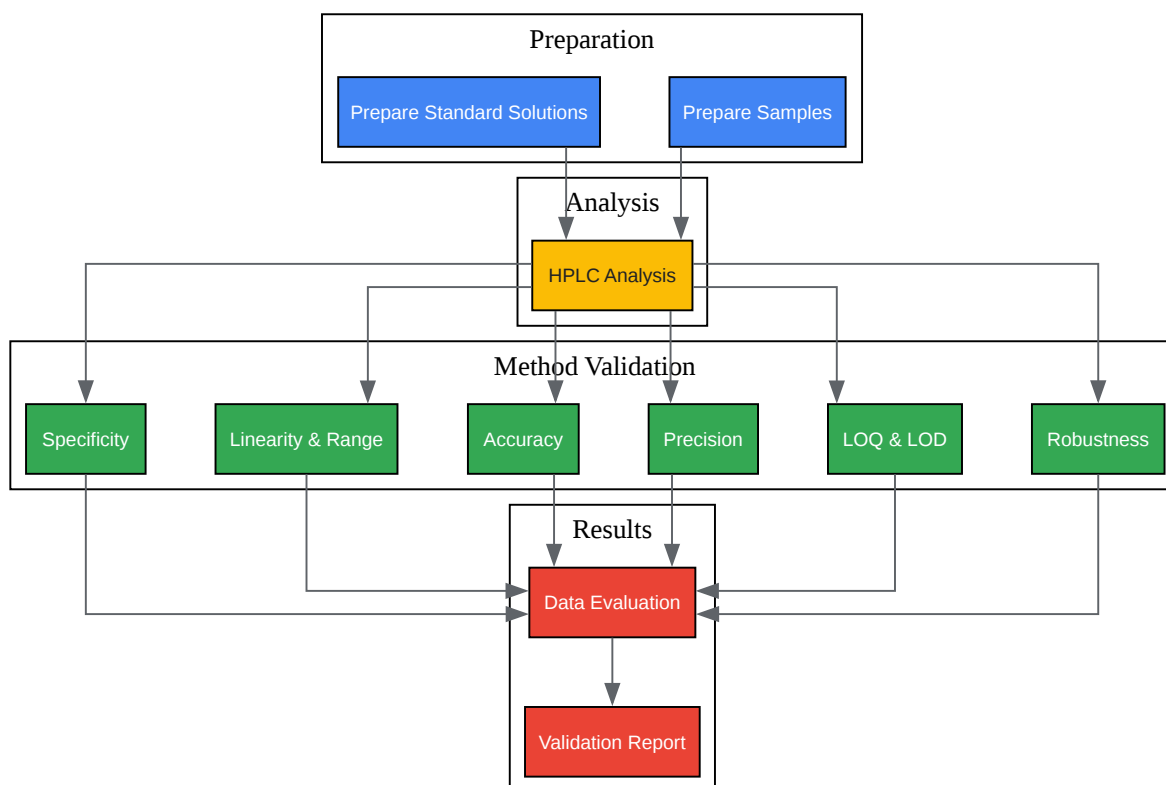 Preparation
Prepare Standard Solutions
Prepare Samples
Analysis
HPLC Analysis
Method Validation
Specificity
Linearity & Range
Accuracy
Precision
LOQ & LOD
Robustness
Results
Data Evaluation
Validation Report